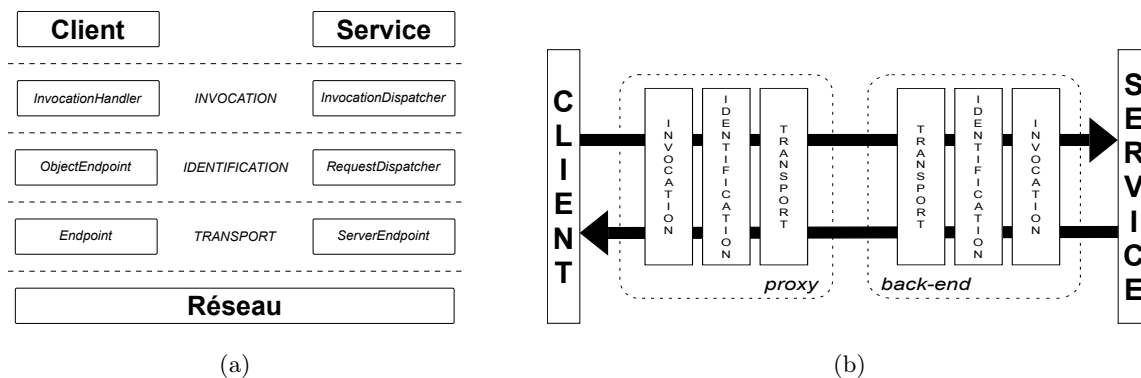 Client Service
InvocationHandler INVOCATION InvocationDispatcher
ObjectEndpoint IDENTIFICATION RequestDispatcher
Endpoint TRANSPORT ServerEndpoint
Réseau
(a)
CLIENT
INVOCATION
IDENTIFICATION
TRANSPORT
proxy
TRANSPORT
IDENTIFICATION
INVOCATION
back-end
SERVICE
(b)